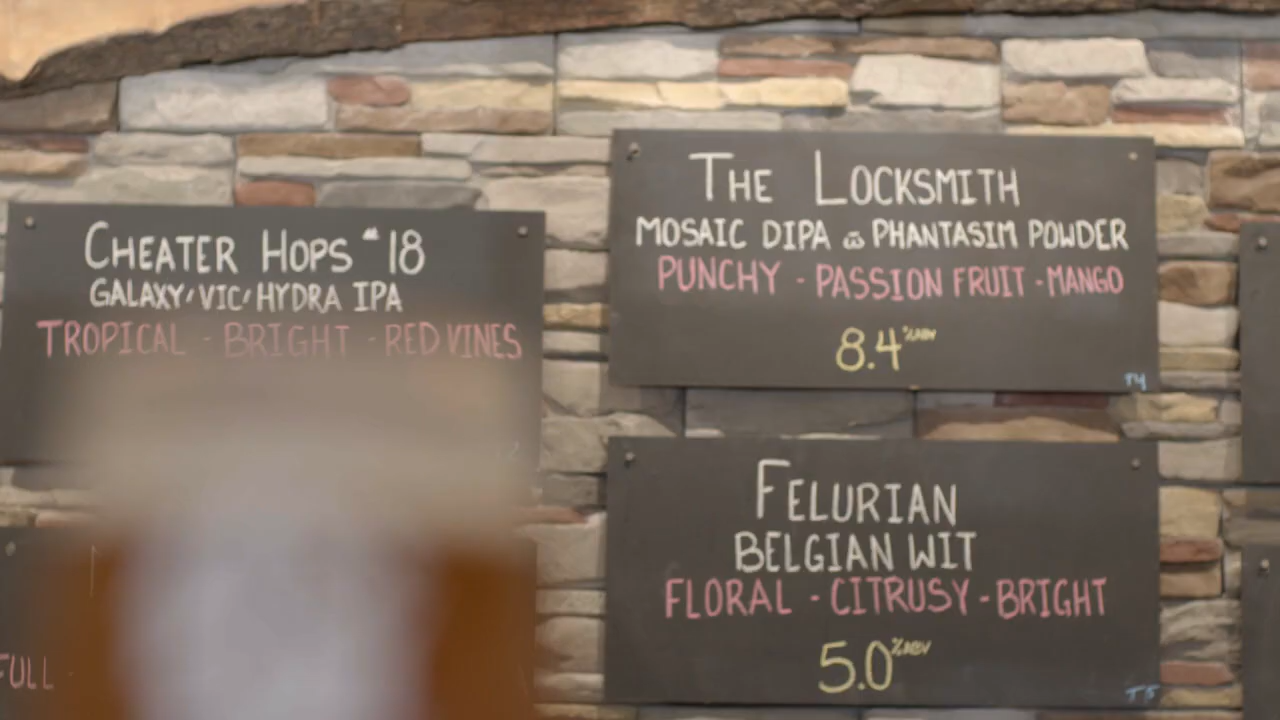 CHEATER HOPS #18
GALAXY/VIC/HYDRA IPA
TROPICAL - BRIGHT - RED VINES
THE LOCKSMITH
MOSAIC DIPA w PHANTASIM POWDER
PUNCHY - PASSION FRUIT - MANGO
8.4 %ABV
FELURIAN
BELGIAN WIT
FLORAL - CITRUSY - BRIGHT
5.0 %ABV
FULL -